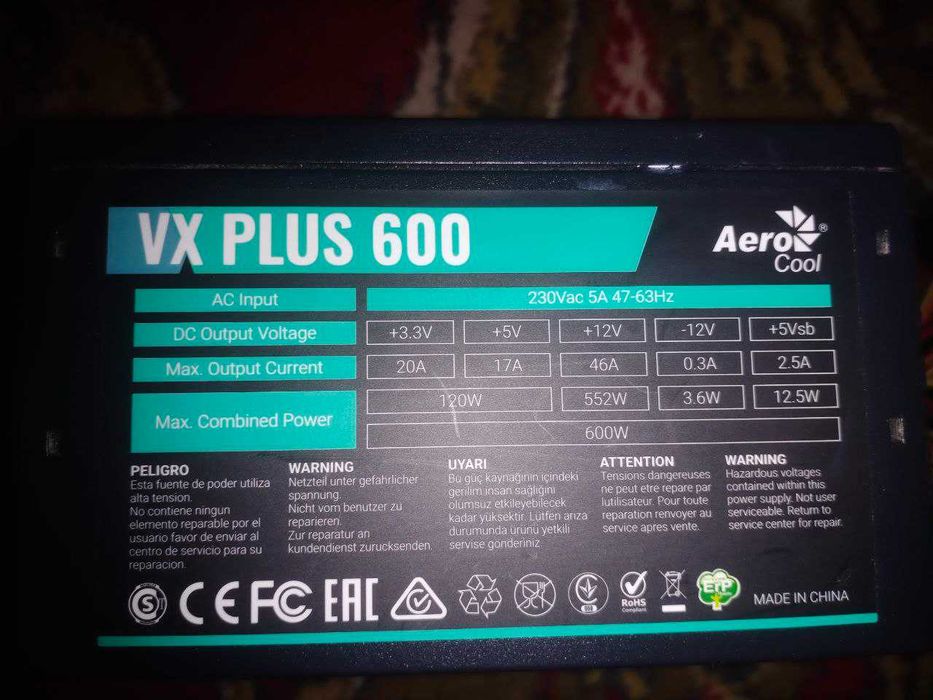 VX PLUS 600
Aero Cool ®
AC Input 230Vac 5A 47-63Hz
DC Output Voltage +3.3V +5V +12V -12V +5Vsb
Max. Output Current 20A 17A 46A 0.3A 2.5A
Max. Combined Power 120W 552W 3.6W 12.5W
600W
PELIGRO
Esta fuente de poder utiliza
alta tension.
No contiene ningun
elemento reparable por el
usuario favor de enviar al
centro de servicio para su
reparacion.
WARNING
Netzteil unter gefahrlicher
spannung.
Nicht vom benutzer zu
reparieren.
Zur reparatur an
kundendienst zurucksenden.
UYARI
Bu güç kaynağının içindeki
gerilim insan sağlığını
olumsuz etkileyebilecek
kadar yüksektir. Lütfen arıza
durumunda ürünü yetkili
servise gönderiniz
ATTENTION
Tensions dangereuses
ne peut etre repare par
lutilisateur. Pour toute
reparation renvoyer au
service apres vente.
WARNING
Hazardous voltages
contained within this
power supply. Not user
serviceable. Return to
service center for repair.
S CE FC EAC RoHS
Compliant ErP MADE IN CHINA